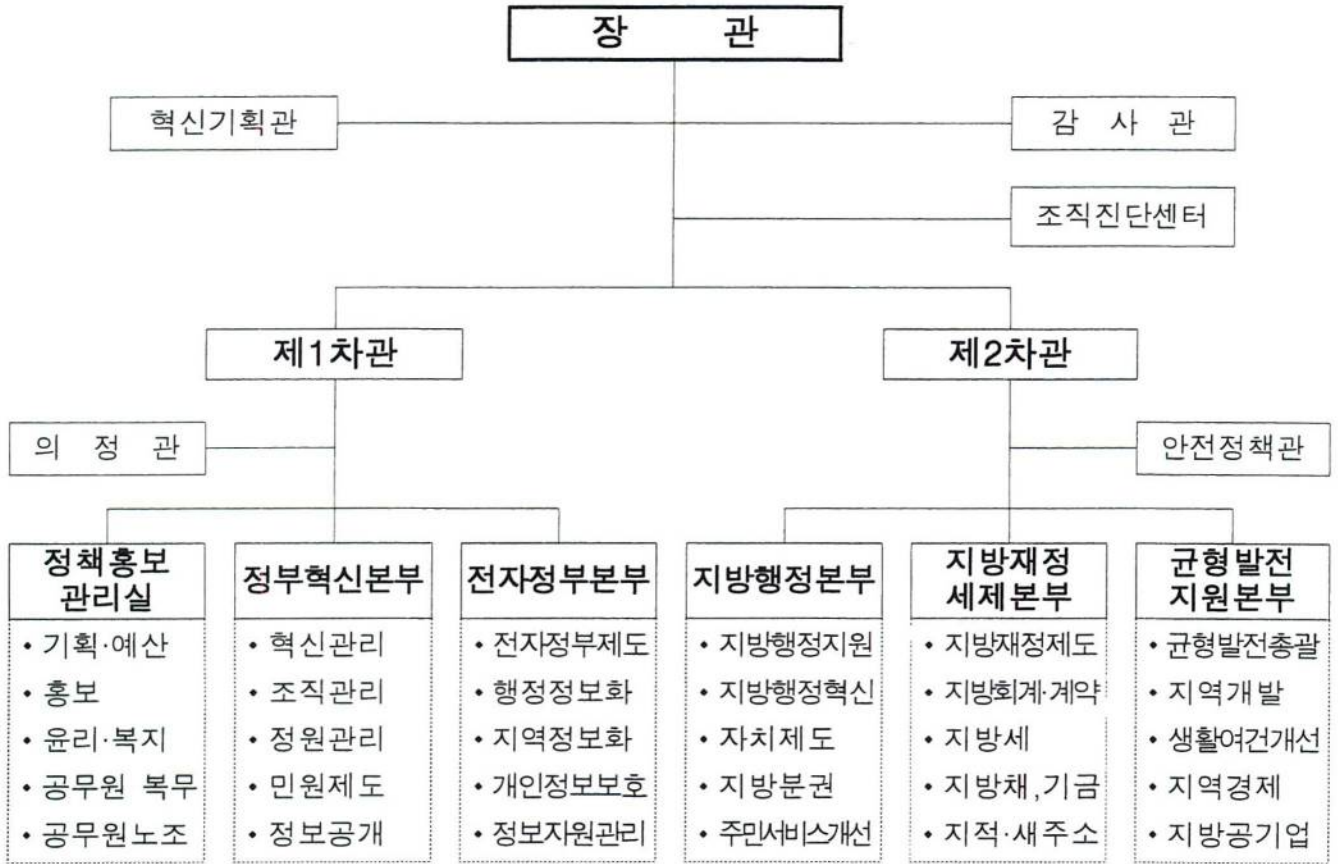 장 관
혁신기획관
감 사 관
조직진단센터
제1차관
제2차관
의 정 관
안전정책관
정책홍보
관리실
• 기획·예산
• 홍보
• 윤리·복지
• 공무원 복무
• 공무원노조
정부혁신본부
• 혁신관리
• 조직관리
• 정원관리
• 민원제도
• 정보공개
전자정부본부
• 전자정부제도
• 행정정보화
• 지역정보화
• 개인정보보호
• 정보자원관리
지방행정본부
• 지방행정지원
• 지방행정혁신
• 자치제도
• 지방분권
• 주민서비스개선
지방재정
세제본부
• 지방재정제도
• 지방회계·계약
• 지방세
• 지방채,기금
• 지적·새주소
균형발전
지원본부
• 균형발전총괄
• 지역개발
• 생활여건개선
• 지역경제
• 지방공기업